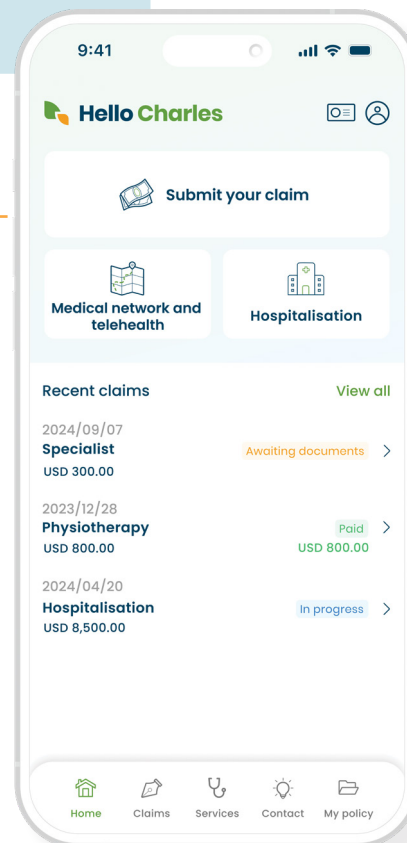 9:41
Hello Charles
Submit your claim
Medical network and
telehealth
Hospitalisation
Recent claims
View all
2024/09/07
Specialist
Awaiting documents
USD 300.00
2023/12/28
Physiotherapy
Paid
USD 800.00
USD 800.00
2024/04/20
Hospitalisation
In progress
USD 8,500.00
Home
Claims
Services
Contact
My policy